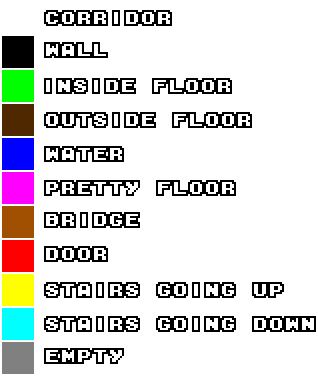 CORRIDOR
WALL
INSIDE FLOOR
OUTSIDE FLOOR
WATER
PRETTY FLOOR
BRIDGE
DOOR
STAIRS GOING UP
STAIRS GOING DOWN
EMPTY